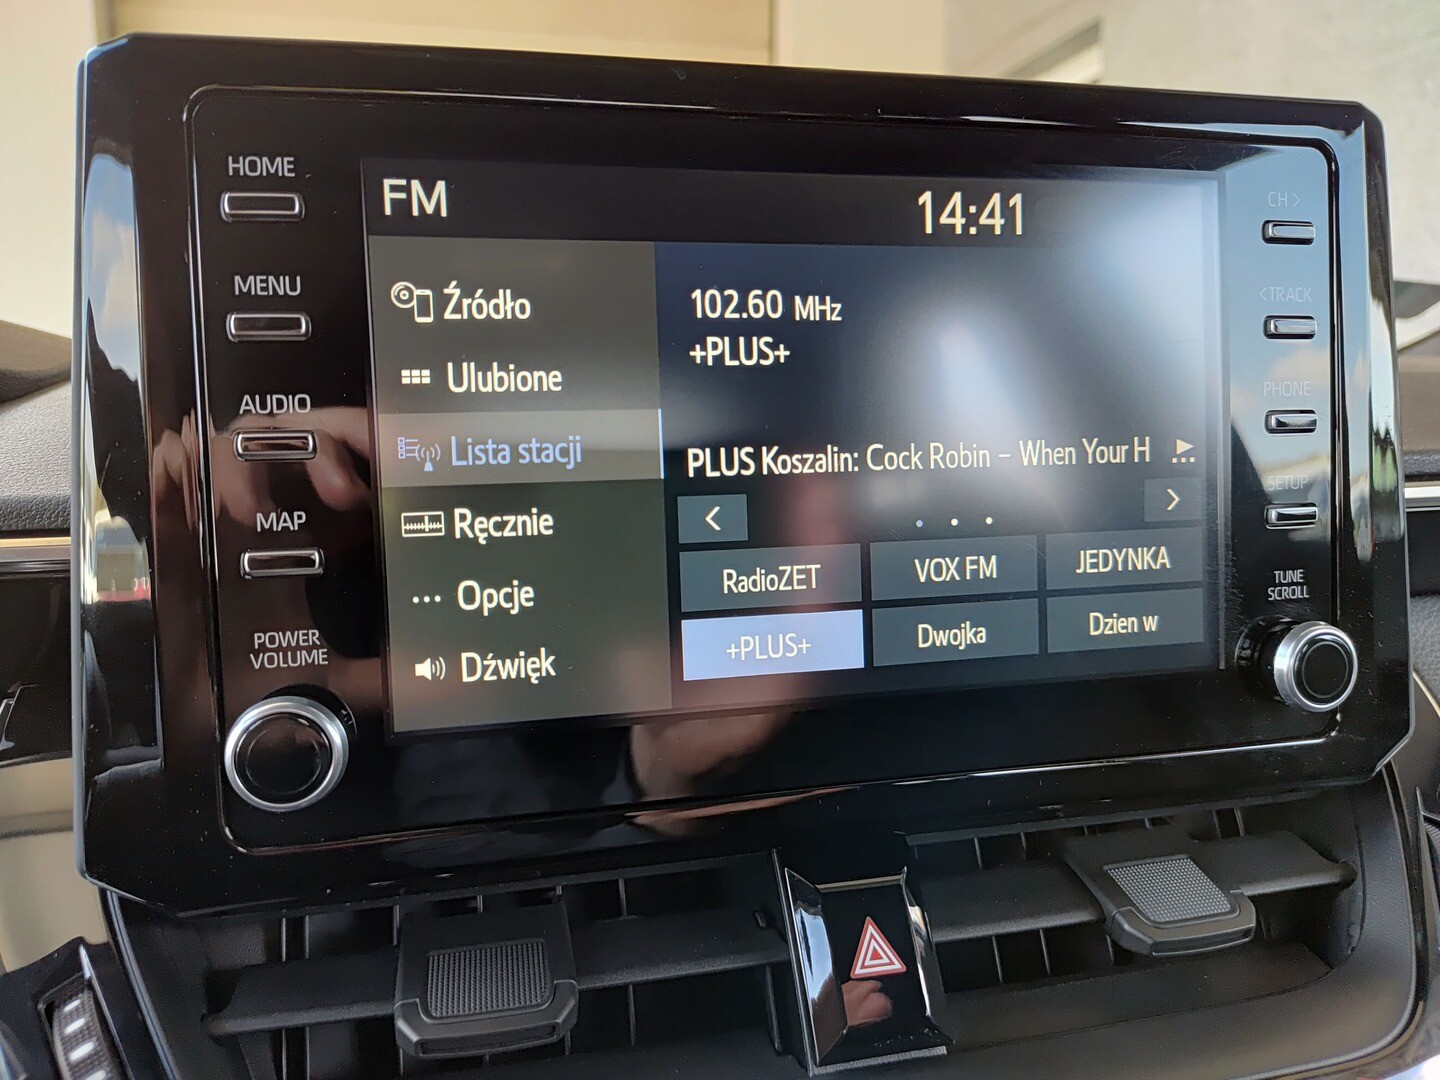 HOME
MENU
AUDIO
MAP
POWER
VOLUME
FM
14:41
Źródło
Ulubione
Lista stacji
Ręcznie
Opcje
Dźwięk
102.60 MHz
+PLUS+
PLUS Koszalin: Cock Robin – When Your H
RadioZET
VOX FM
JEDYNKA
+PLUS+
Dwojka
Dzien w
CH >
< TRACK
PHONE
SETUP
TUNE
SCROLL